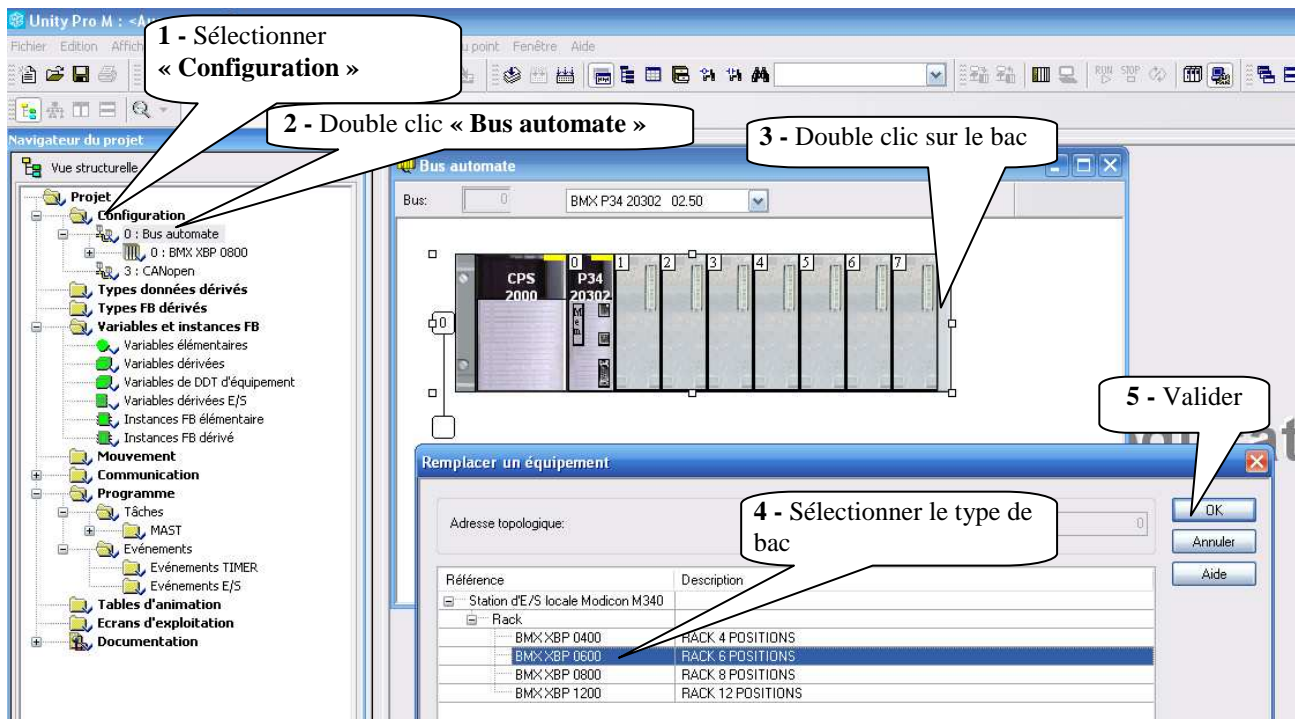 Unity Pro M : <Au
1 - Sélectionner
« Configuration »
Fichier Edition Affich
u point Fenêtre Aide
RUN STOP
2 - Double clic « Bus automate »
3 - Double clic sur le bac
Navigateur du projet
Vue structurelle
Projet
Configuration
0 : Bus automate
0 : BMX XBP 0800
3 : CANopen
Types données dérivés
Types FB dérivés
Variables et instances FB
Variables élémentaires
Variables dérivées
Variables de DDT d'équipement
Variables dérivées E/S
Instances FB élémentaire
Instances FB dérivé
Mouvement
Communication
Programme
Tâches
MAST
Evénements
Evénements TIMER
Evénements E/S
Tables d'animation
Ecrans d'exploitation
Documentation
Bus automate
Bus: 0 BMX P34 20302 02.50
0 1 2 3 4 5 6 7
CPS 2000
P34 20302
0
5 - Valider
Remplacer un équipement
Adresse topologique: 0
4 - Sélectionner le type de
bac
OK
Annuler
Aide
Référence Description
Station d'E/S locale Modicon M340
Rack
BMX XBP 0400 RACK 4 POSITIONS
BMX XBP 0600 RACK 6 POSITIONS
BMX XBP 0800 RACK 8 POSITIONS
BMX XBP 1200 RACK 12 POSITIONS